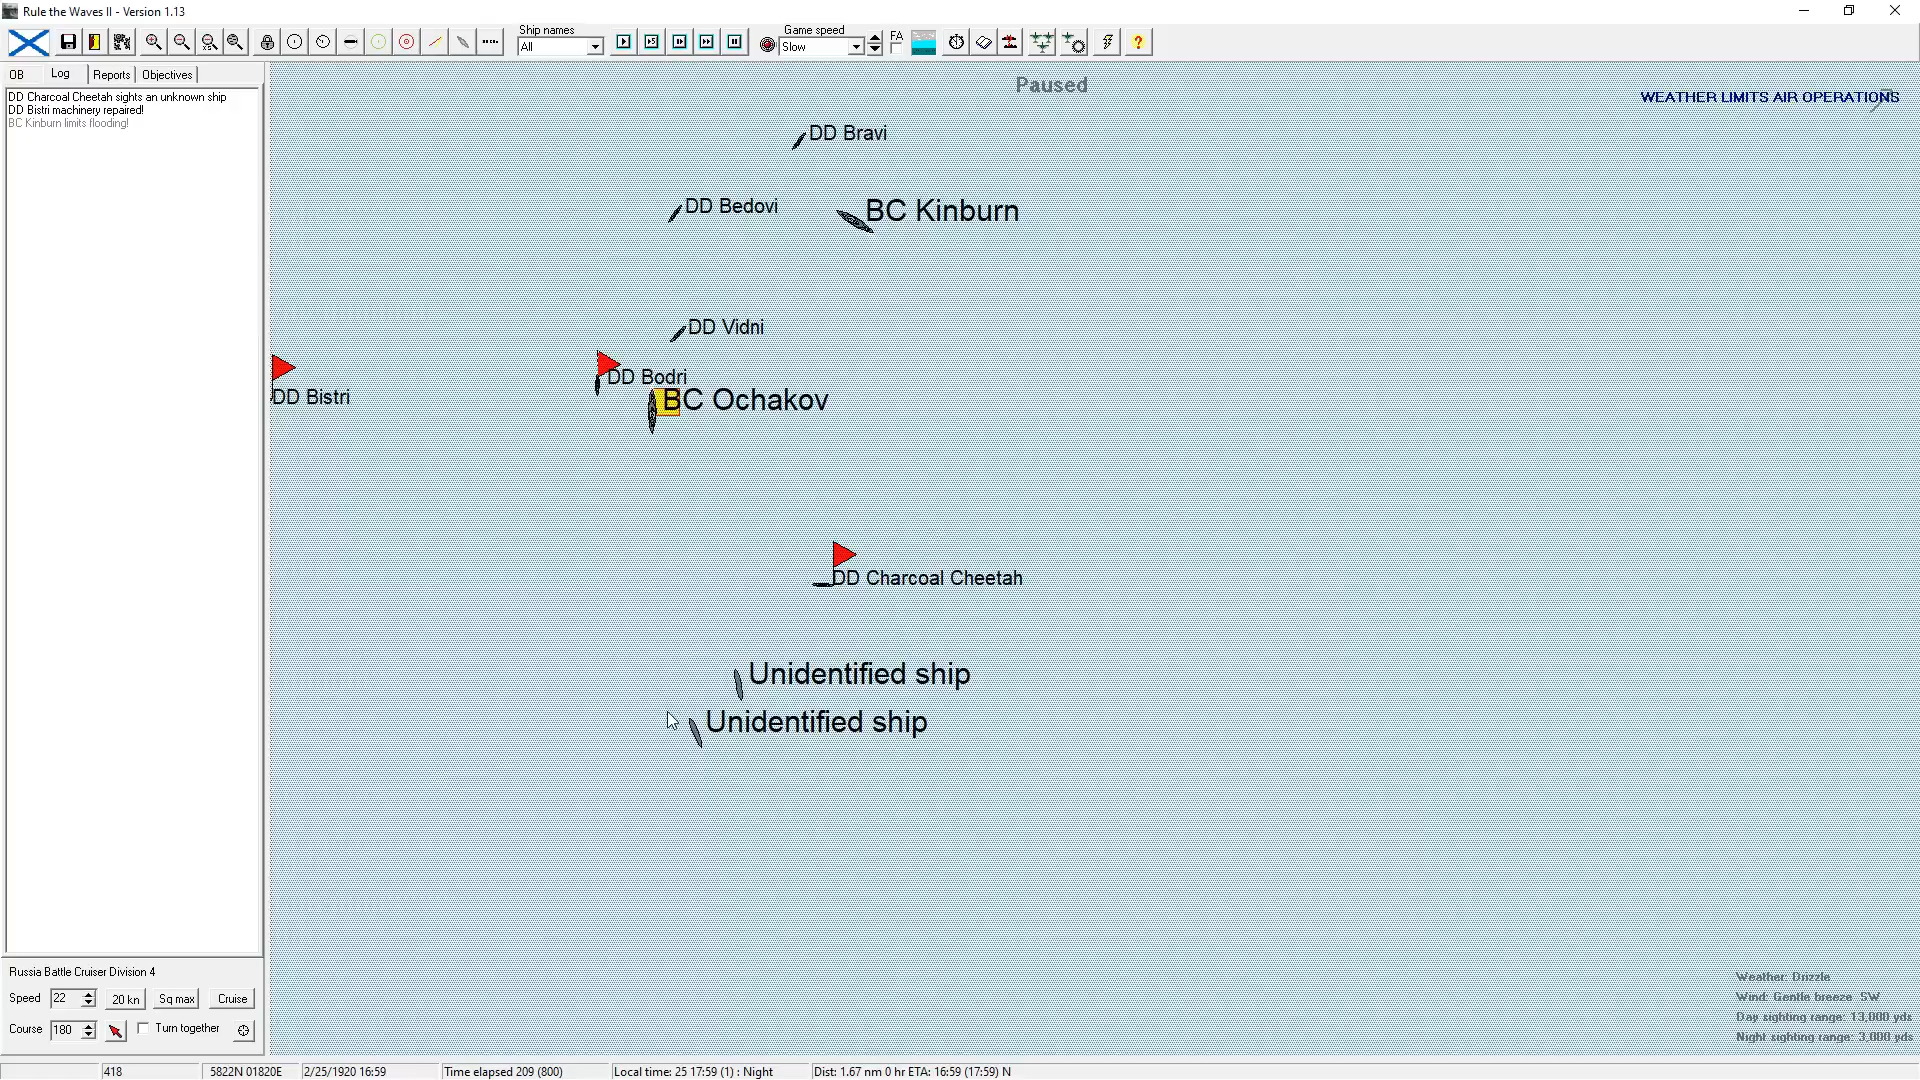 Rule the Waves II - Version 1.13
Ship names
All
Game speed
Slow
FA
OB
Log
Reports
Objectives
DD Charcoal Cheetah sights an unknown ship
DD Bistri machinery repaired!
BC Kinburn limits flooding!
Paused
WEATHER LIMITS AIR OPERATIONS
DD Bravi
DD Bedovi
BC Kinburn
DD Vidni
DD Bodri
DD Bistri
BC Ochakov
DD Charcoal Cheetah
Unidentified ship
Unidentified ship
Russia Battle Cruiser Division 4
Speed 22 20 kn Sq max Cruise
Course 180 Turn together
Weather: Drizzle
Wind: Gentle breeze SW
Day sighting range: 13,000 yds
Night sighting range: 3,000 yds
418 5822N 01820E 2/25/1920 16:59 Time elapsed 209 (800) Local time: 25 17:59 (1) : Night Dist: 1.67 nm 0 hr ETA: 16:59 (17:59) N